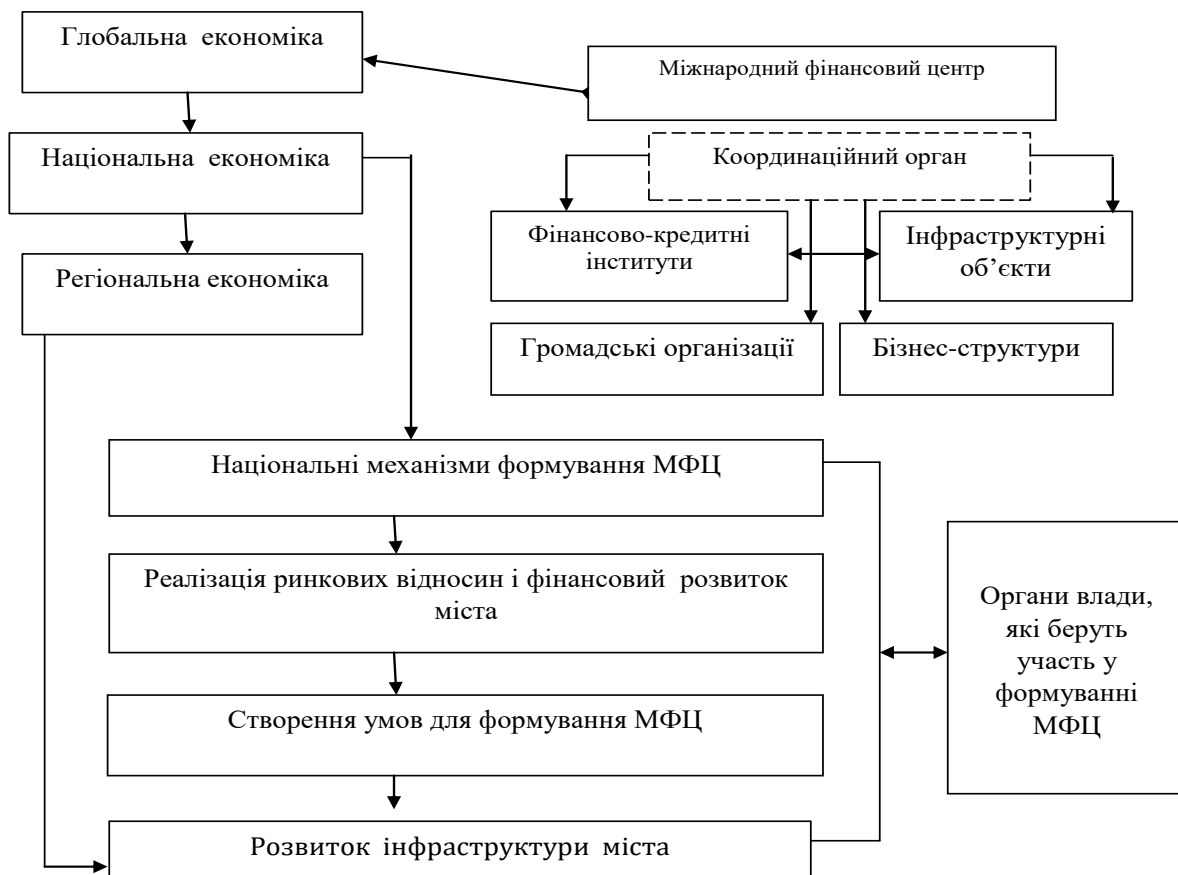 Глобальна економіка
Міжнародний фінансовий центр
Національна економіка
Координаційний орган
Фінансово-кредитні
інститути
Інфраструктурні
об’єкти
Регіональна економіка
Громадські організації
Бізнес-структури
Національні механізми формування МФЦ
Реалізація ринкових відносин і фінансовий розвиток
міста
Органи влади,
які беруть
участь у
формуванні
МФЦ
Створення умов для формування МФЦ
Розвиток інфраструктури міста